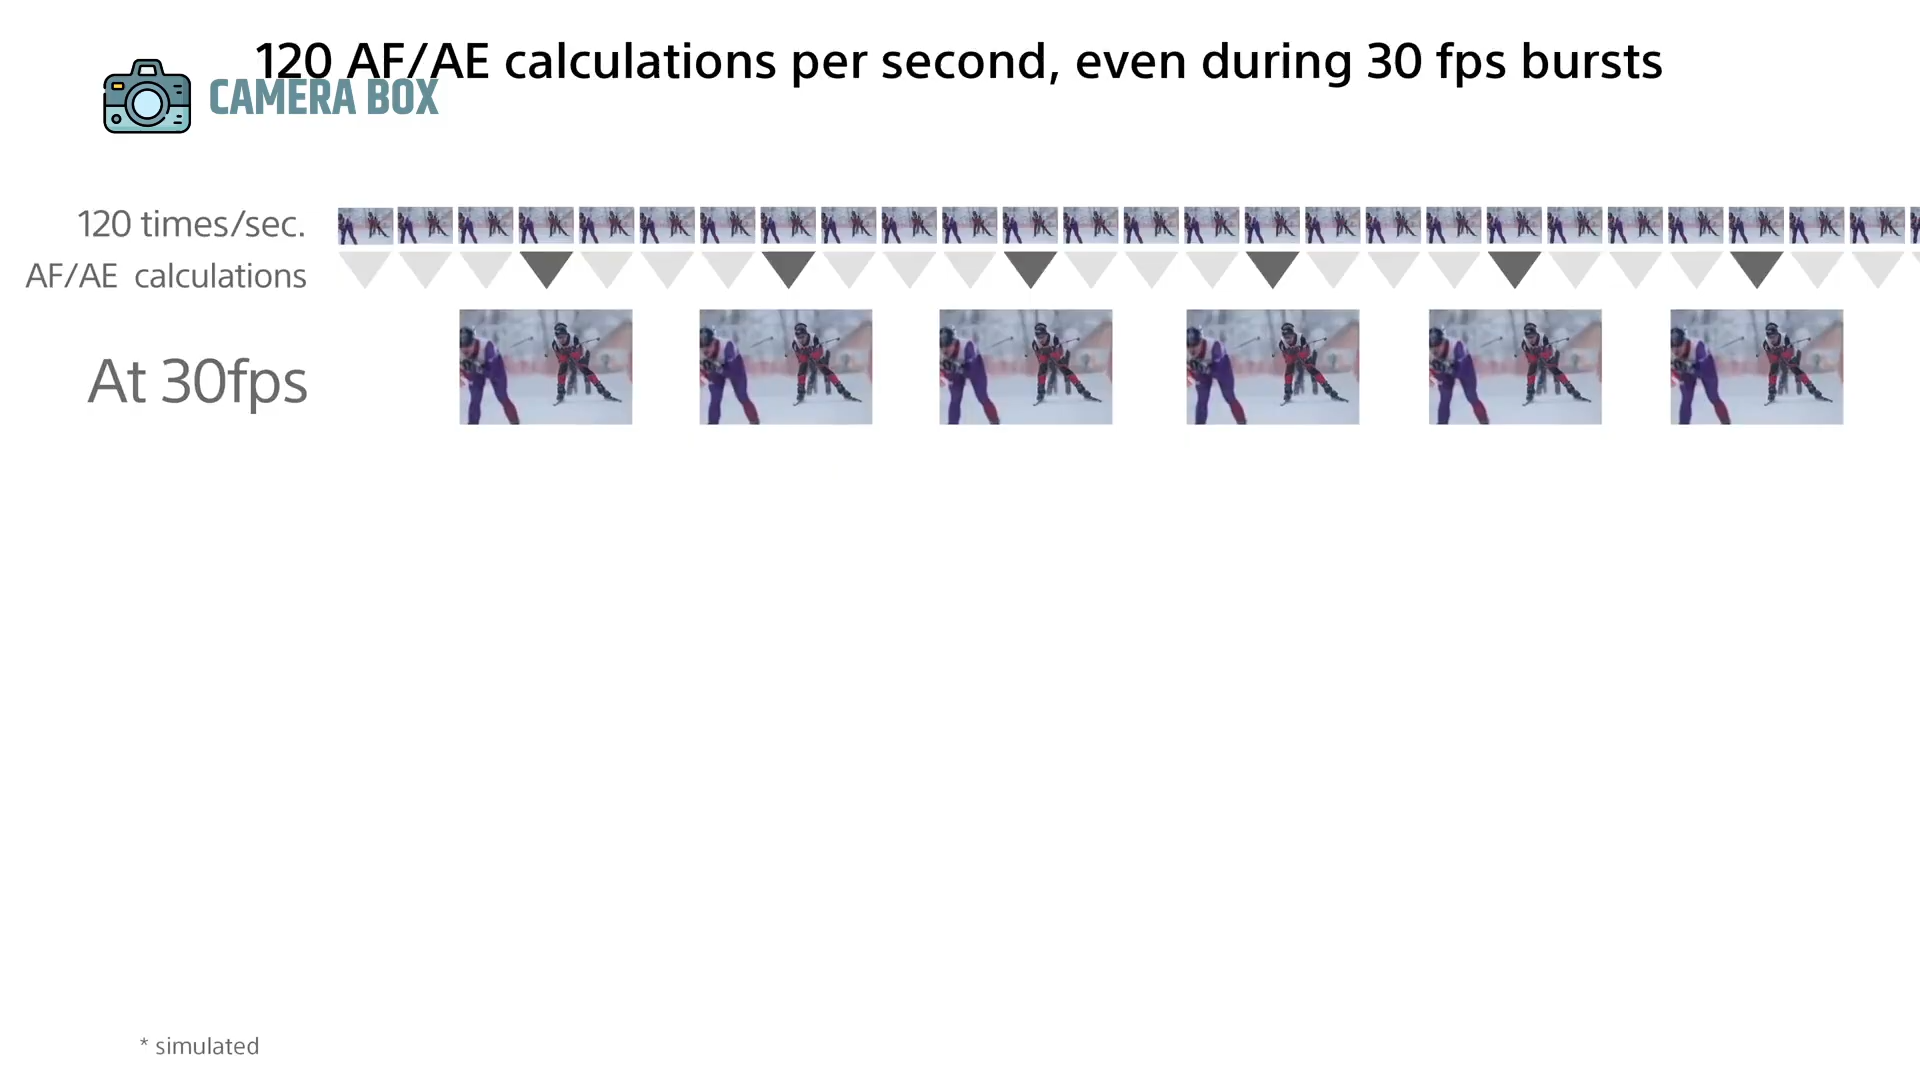 120 AF/AE calculations per second, even during 30 fps bursts
CAMERA BOX
120 times/sec.
AF/AE calculations
At 30fps
* simulated